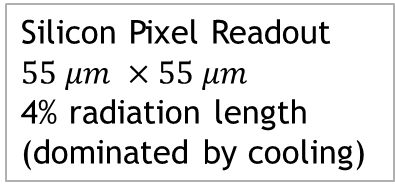 Silicon Pixel Readout
55 μm × 55 μm
4% radiation length
(dominated by cooling)